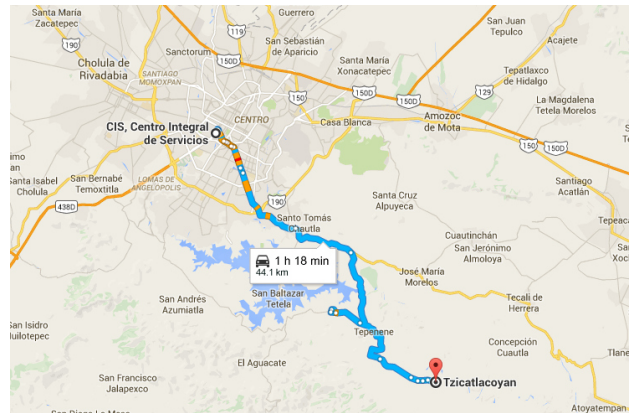 Santa María
Zacatepec
Guerrero
San Juan
Tepulco
119
190
Sanctorum
150D
San Sebastián
de Aparicio
Santa María
Xonacatepec
150D
Acajete
Cholula de
Rivadabia
SANTIAGO
MOMOXPAN
129
Tepatlaxco
de Hidalgo
150
150D
La Magdalena
Tetela Morelos
CIS, Centro Integral
de Servicios
CENTRO
Casa Blanca
Amozoc
de Mota
150
150D
Santa Isabel
Cholula
San Bernabé
Temoxtitla
LOMAS DE
ANGELÓPOLIS
190
Santa Cruz
Alpuyeca
Santiago
Acatlán
438D
Santo Tomás
Cuautla
Tepeaca
Cuautinchán
San Jerónimo
Almoloya
1 h 18 min
44.1 km
José María
Morelos
San Baltazar
Tetela
San Andrés
Azumiatla
Tecali de
Herrera
San Isidro
Huilotepec
Tepenene
Concepción
Cuautla
El Aguacate
San Francisco
Jalapexco
Tzicatlacoyan
Atoyatempan